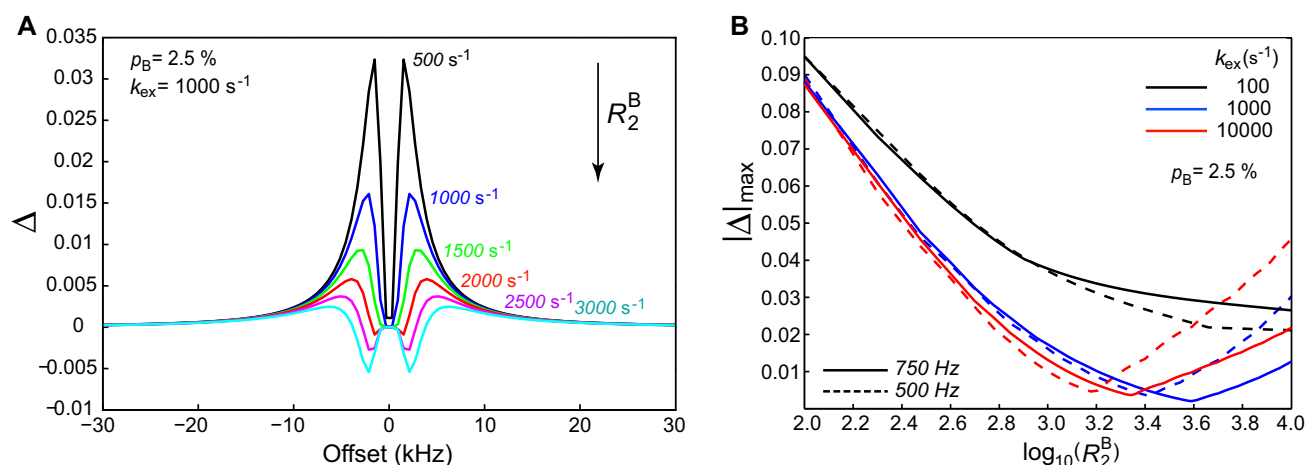 A
0.035
0.03
0.025
0.02
0.015
0.01
0.005
0
−0.005
−0.01
Δ
p_B= 2.5 %
k_ex= 1000 s⁻¹
500 s⁻¹
R₂ᴮ
1000 s⁻¹
1500 s⁻¹
2000 s⁻¹
2500 s⁻¹
3000 s⁻¹
−30 −20 −10 0 10 20 30
Offset (kHz)
B
0.10
0.09
0.08
0.07
0.06
0.05
0.04
0.03
0.02
0.01
|Δ|max
k_ex(s⁻¹)
100
1000
10000
p_B= 2.5 %
750 Hz
500 Hz
2.0 2.2 2.4 2.6 2.8 3.0 3.2 3.4 3.6 3.8 4.0
log₁₀(R₂ᴮ)